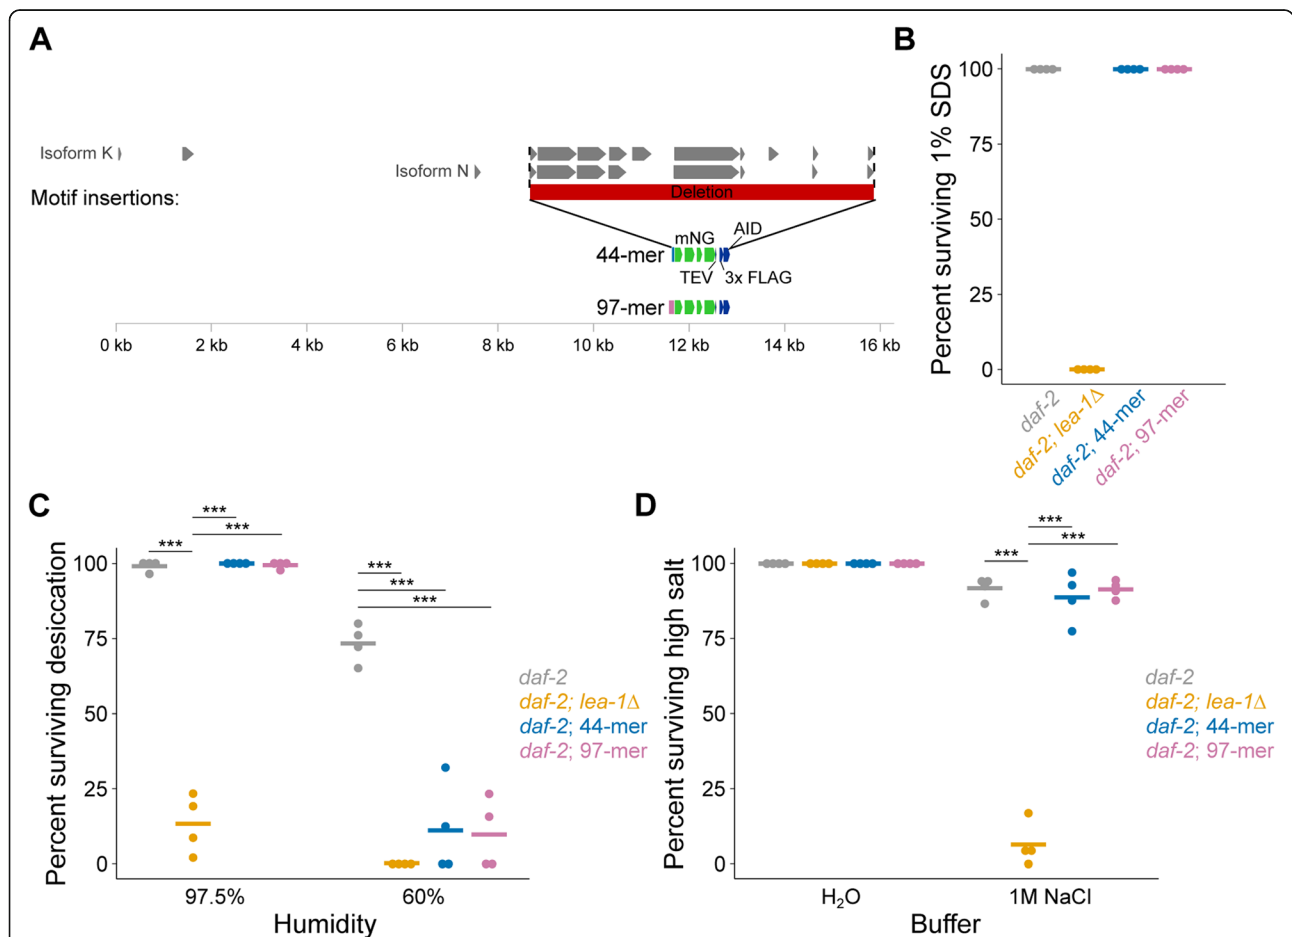 A
Isoform K
Isoform N
Motif insertions:
Deletion
mNG
AID
44-mer
TEV
3x FLAG
97-mer
0 kb
2 kb
4 kb
6 kb
8 kb
10 kb
12 kb
14 kb
16 kb
B
Percent surviving 1% SDS
100
75
50
25
0
daf-2
daf-2; lea-1Δ
daf-2; 44-mer
daf-2; 97-mer
C
Percent surviving desiccation
100
75
50
25
0
***
***
***
***
***
***
97.5%
60%
Humidity
daf-2
daf-2; lea-1Δ
daf-2; 44-mer
daf-2; 97-mer
D
Percent surviving high salt
100
75
50
25
0
***
***
***
H₂O
1M NaCl
Buffer
daf-2
daf-2; lea-1Δ
daf-2; 44-mer
daf-2; 97-mer